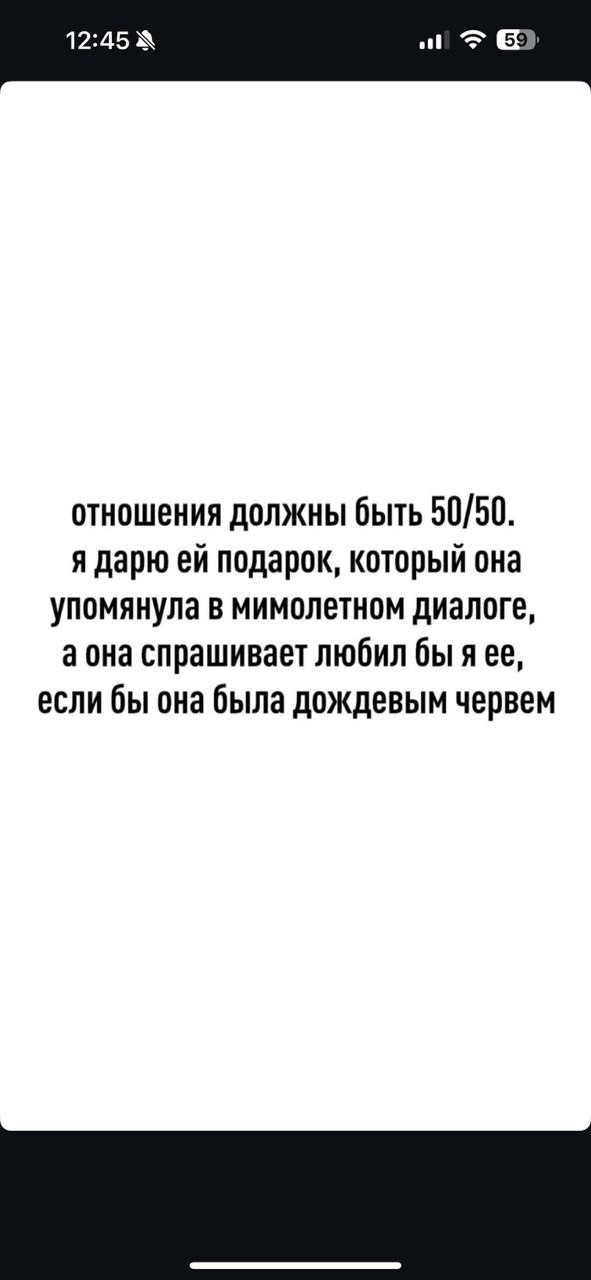 12:45
59
отношения должны быть 50/50.
я дарю ей подарок, который она
упомянула в мимолетном диалоге,
а она спрашивает любил бы я ее,
если бы она была дождевым червем